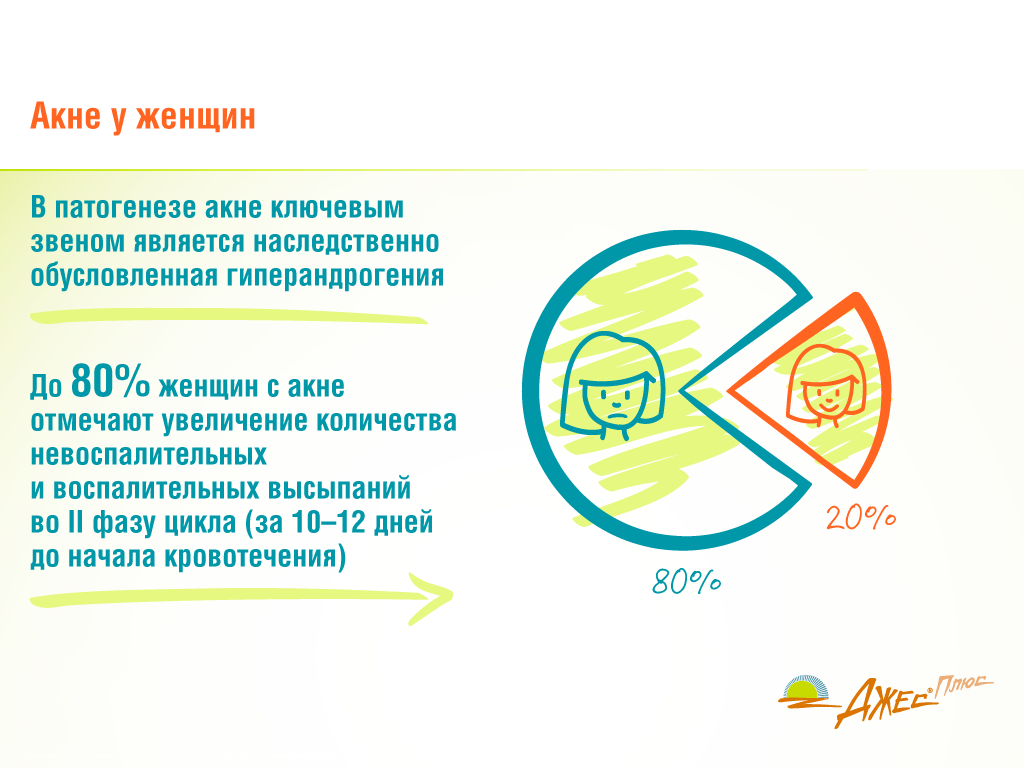 Акне у женщин
В патогенезе акне ключевым
звеном является наследственно
обусловленная гиперандрогения
До 80% женщин с акне
отмечают увеличение количества
невоспалительных
и воспалительных высыпаний
во II фазу цикла (за 10–12 дней
до начала кровотечения)
20%
80%
Джес® Плюс